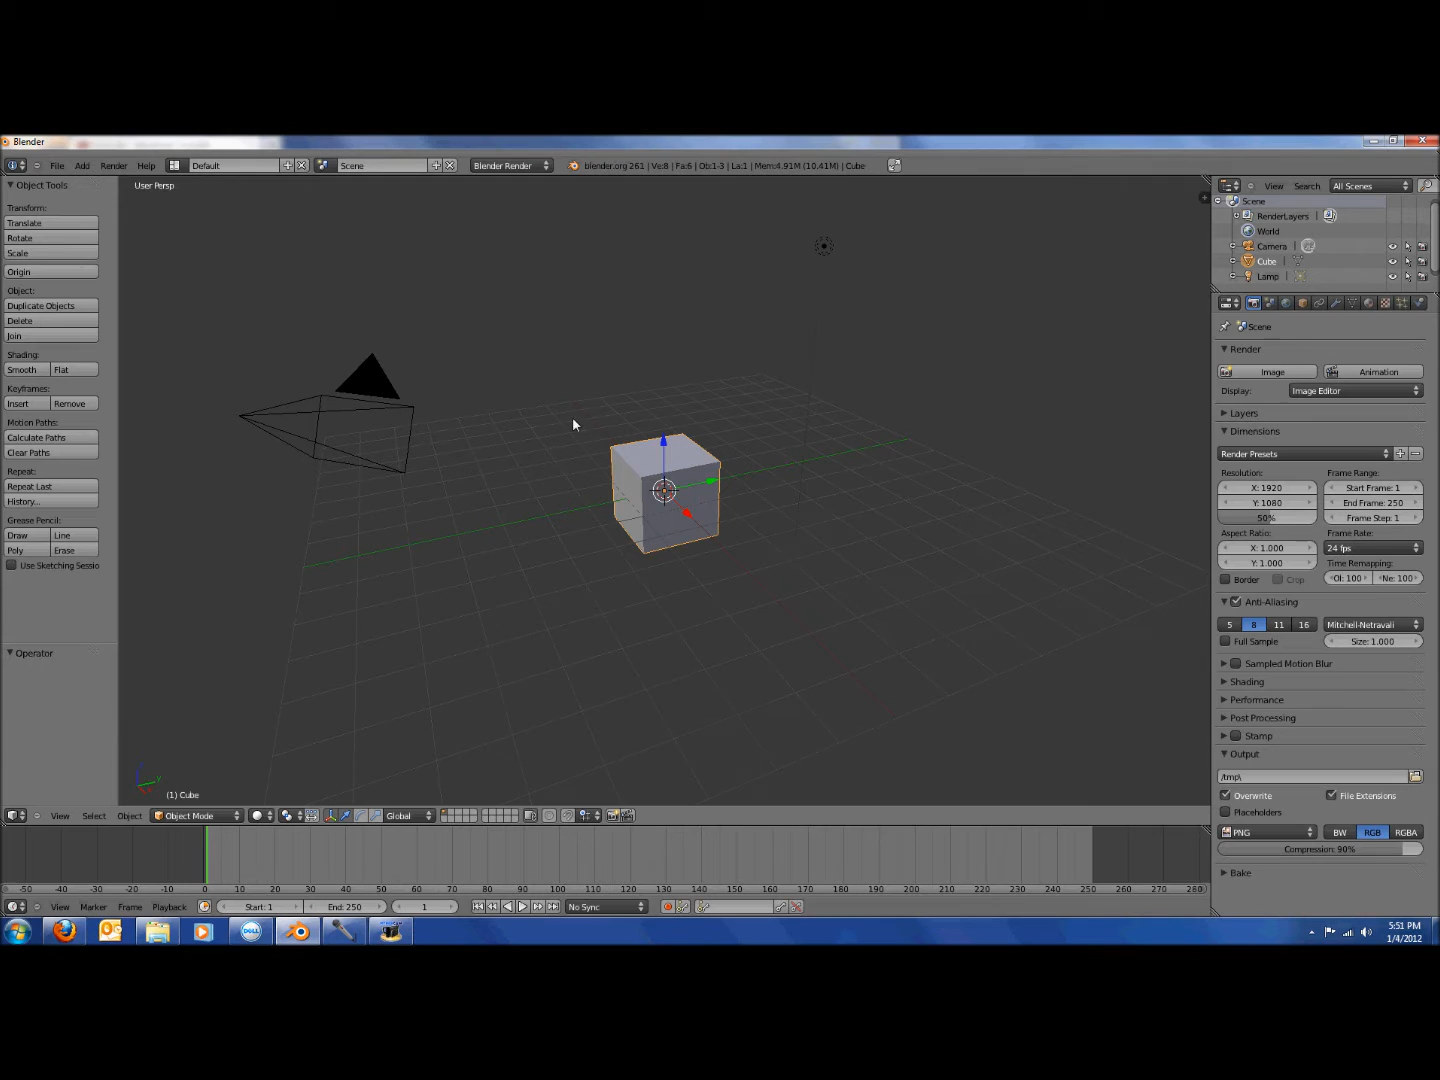 Blender
File Add Render Help Default Scene Blender Render blender.org 261 | Ve:8 | Fa:6 | Ob:1-3 | La:1 | Mem:4.91M (10.41M) | Cube
Object Tools
Transform:
Translate
Rotate
Scale
Origin
Object:
Duplicate Objects
Delete
Join
Shading:
Smooth Flat
Keyframes:
Insert Remove
Motion Paths:
Calculate Paths
Clear Paths
Repeat:
Repeat Last
History...
Grease Pencil:
Draw Line
Poly Erase
Use Sketching Sessio
Operator
User Persp
(1) Cube
View Search All Scenes
Scene
RenderLayers |
World
Camera |
Cube |
Lamp |
Scene
Render
Image Animation
Display: Image Editor
Layers
Dimensions
Render Presets
Resolution: Frame Range:
X: 1920 Start Frame: 1
Y: 1080 End Frame: 250
50% Frame Step: 1
Aspect Ratio: Frame Rate:
X: 1.000 24 fps
Y: 1.000 Time Remapping:
Border Crop Ol: 100 Ne: 100
Anti-Aliasing
5 8 11 16 Mitchell-Netravali
Full Sample Size: 1.000
Sampled Motion Blur
Shading
Performance
Post Processing
Stamp
Output
/tmp\
Overwrite File Extensions
Placeholders
PNG BW RGB RGBA
Compression: 90%
Bake
View Select Object Object Mode Global
-50 -40 -30 -20 -10 0 10 20 30 40 50 60 70 80 90 100 110 120 130 140 150 160 170 180 190 200 210 220 230 240 250 260 270 280
View Marker Frame Playback Start: 1 End: 250 1 No Sync
DELL
5:51 PM
1/4/2012